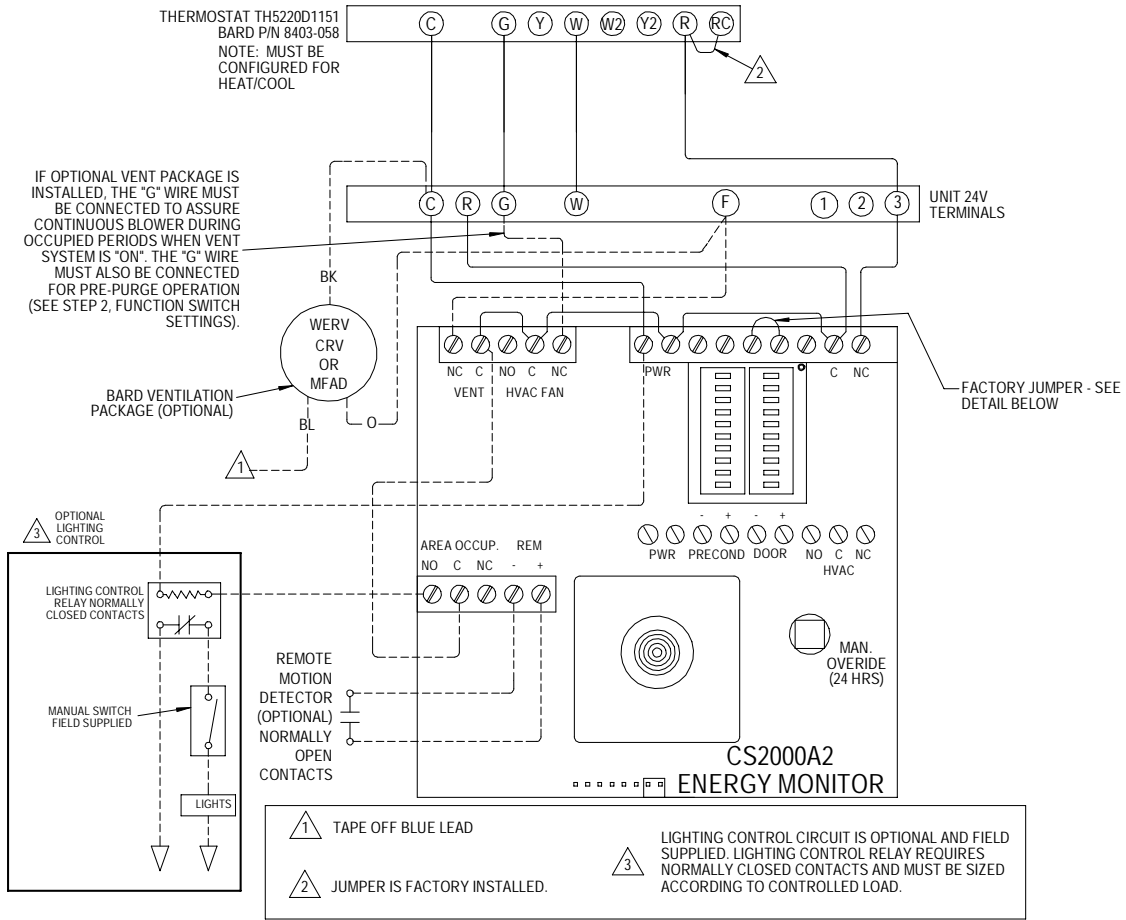 THERMOSTAT TH5220D1151
BARD P/N 8403-058
NOTE: MUST BE
CONFIGURED FOR
HEAT/COOL
C G Y W W2 Y2 R RC
2
IF OPTIONAL VENT PACKAGE IS
INSTALLED, THE "G" WIRE MUST
BE CONNECTED TO ASSURE
CONTINUOUS BLOWER DURING
OCCUPIED PERIODS WHEN VENT
SYSTEM IS "ON". THE "G" WIRE
MUST ALSO BE CONNECTED
FOR PRE-PURGE OPERATION
(SEE STEP 2, FUNCTION SWITCH
SETTINGS).
C R G W F 1 2 3
UNIT 24V
TERMINALS
BK
WERV
CRV
OR
MFAD
BARD VENTILATION
PACKAGE (OPTIONAL)
BL
O
1
NC C NO C NC
VENT HVAC FAN
PWR C NC
FACTORY JUMPER - SEE
DETAIL BELOW
3
OPTIONAL
LIGHTING
CONTROL
LIGHTING CONTROL
RELAY NORMALLY
CLOSED CONTACTS
MANUAL SWITCH
FIELD SUPPLIED
LIGHTS
AREA OCCUP. REM
NO C NC - +
- + - +
PWR PRECOND DOOR NO C NC
HVAC
REMOTE
MOTION
DETECTOR
(OPTIONAL)
NORMALLY
OPEN
CONTACTS
MAN.
OVERIDE
(24 HRS)
CS2000A2
ENERGY MONITOR
1 TAPE OFF BLUE LEAD
2 JUMPER IS FACTORY INSTALLED.
3
LIGHTING CONTROL CIRCUIT IS OPTIONAL AND FIELD
SUPPLIED. LIGHTING CONTROL RELAY REQUIRES
NORMALLY CLOSED CONTACTS AND MUST BE SIZED
ACCORDING TO CONTROLLED LOAD.